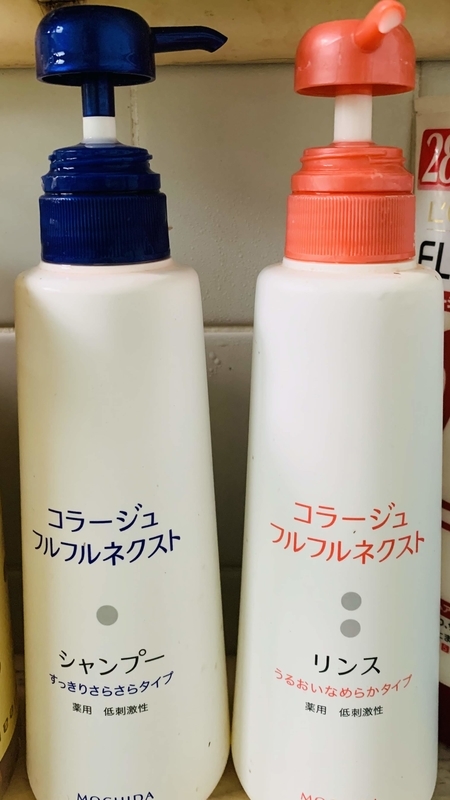 コラージュ
フルフルネクスト
シャンプー
すっきりさらさらタイプ
薬用 低刺激性
MOCHIDA
コラージュ
フルフルネクスト
リンス
うるおいなめらかタイプ
薬用 低刺激性
28
EL